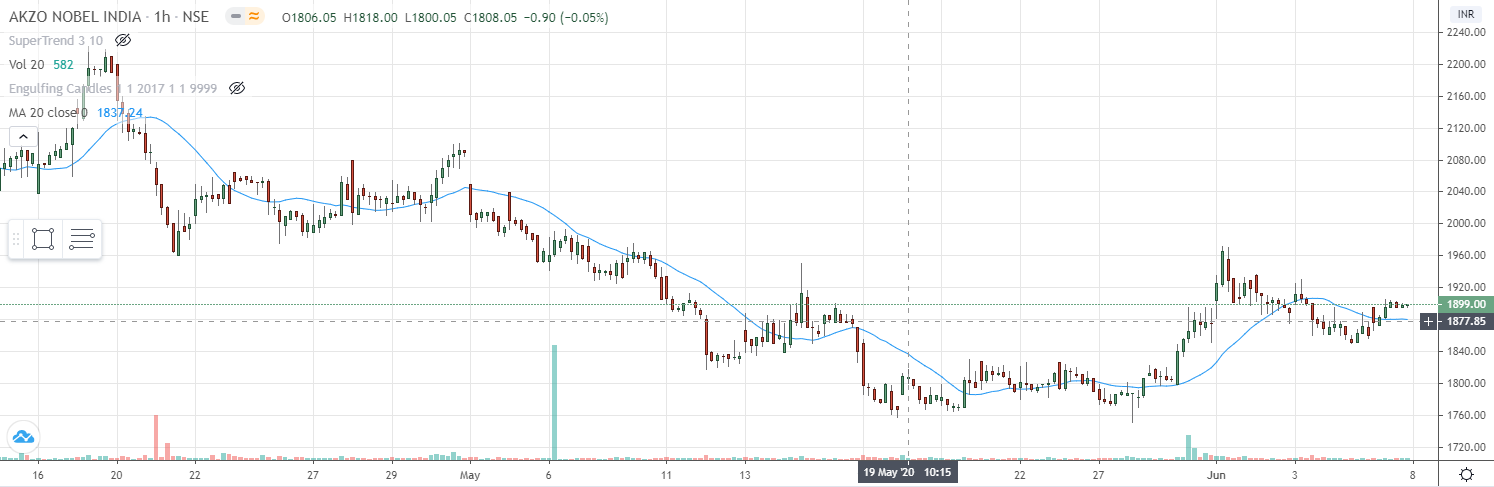 AKZO NOBEL INDIA · 1h · NSE O1806.05 H1818.00 L1800.05 C1808.05 −0.90 (−0.05%)
INR
SuperTrend 3 10
Vol 20 582
Engulfing Candles 1 1 2017 1 1 9999
MA 20 close 0 1837.24
2240.00
2200.00
2160.00
2120.00
2080.00
2040.00
2000.00
1960.00
1920.00
1899.00
1877.85
1840.00
1800.00
1760.00
1720.00
16 20 22 27 29 May 6 11 13 19 May '20 10:15 22 27 Jun 3 8